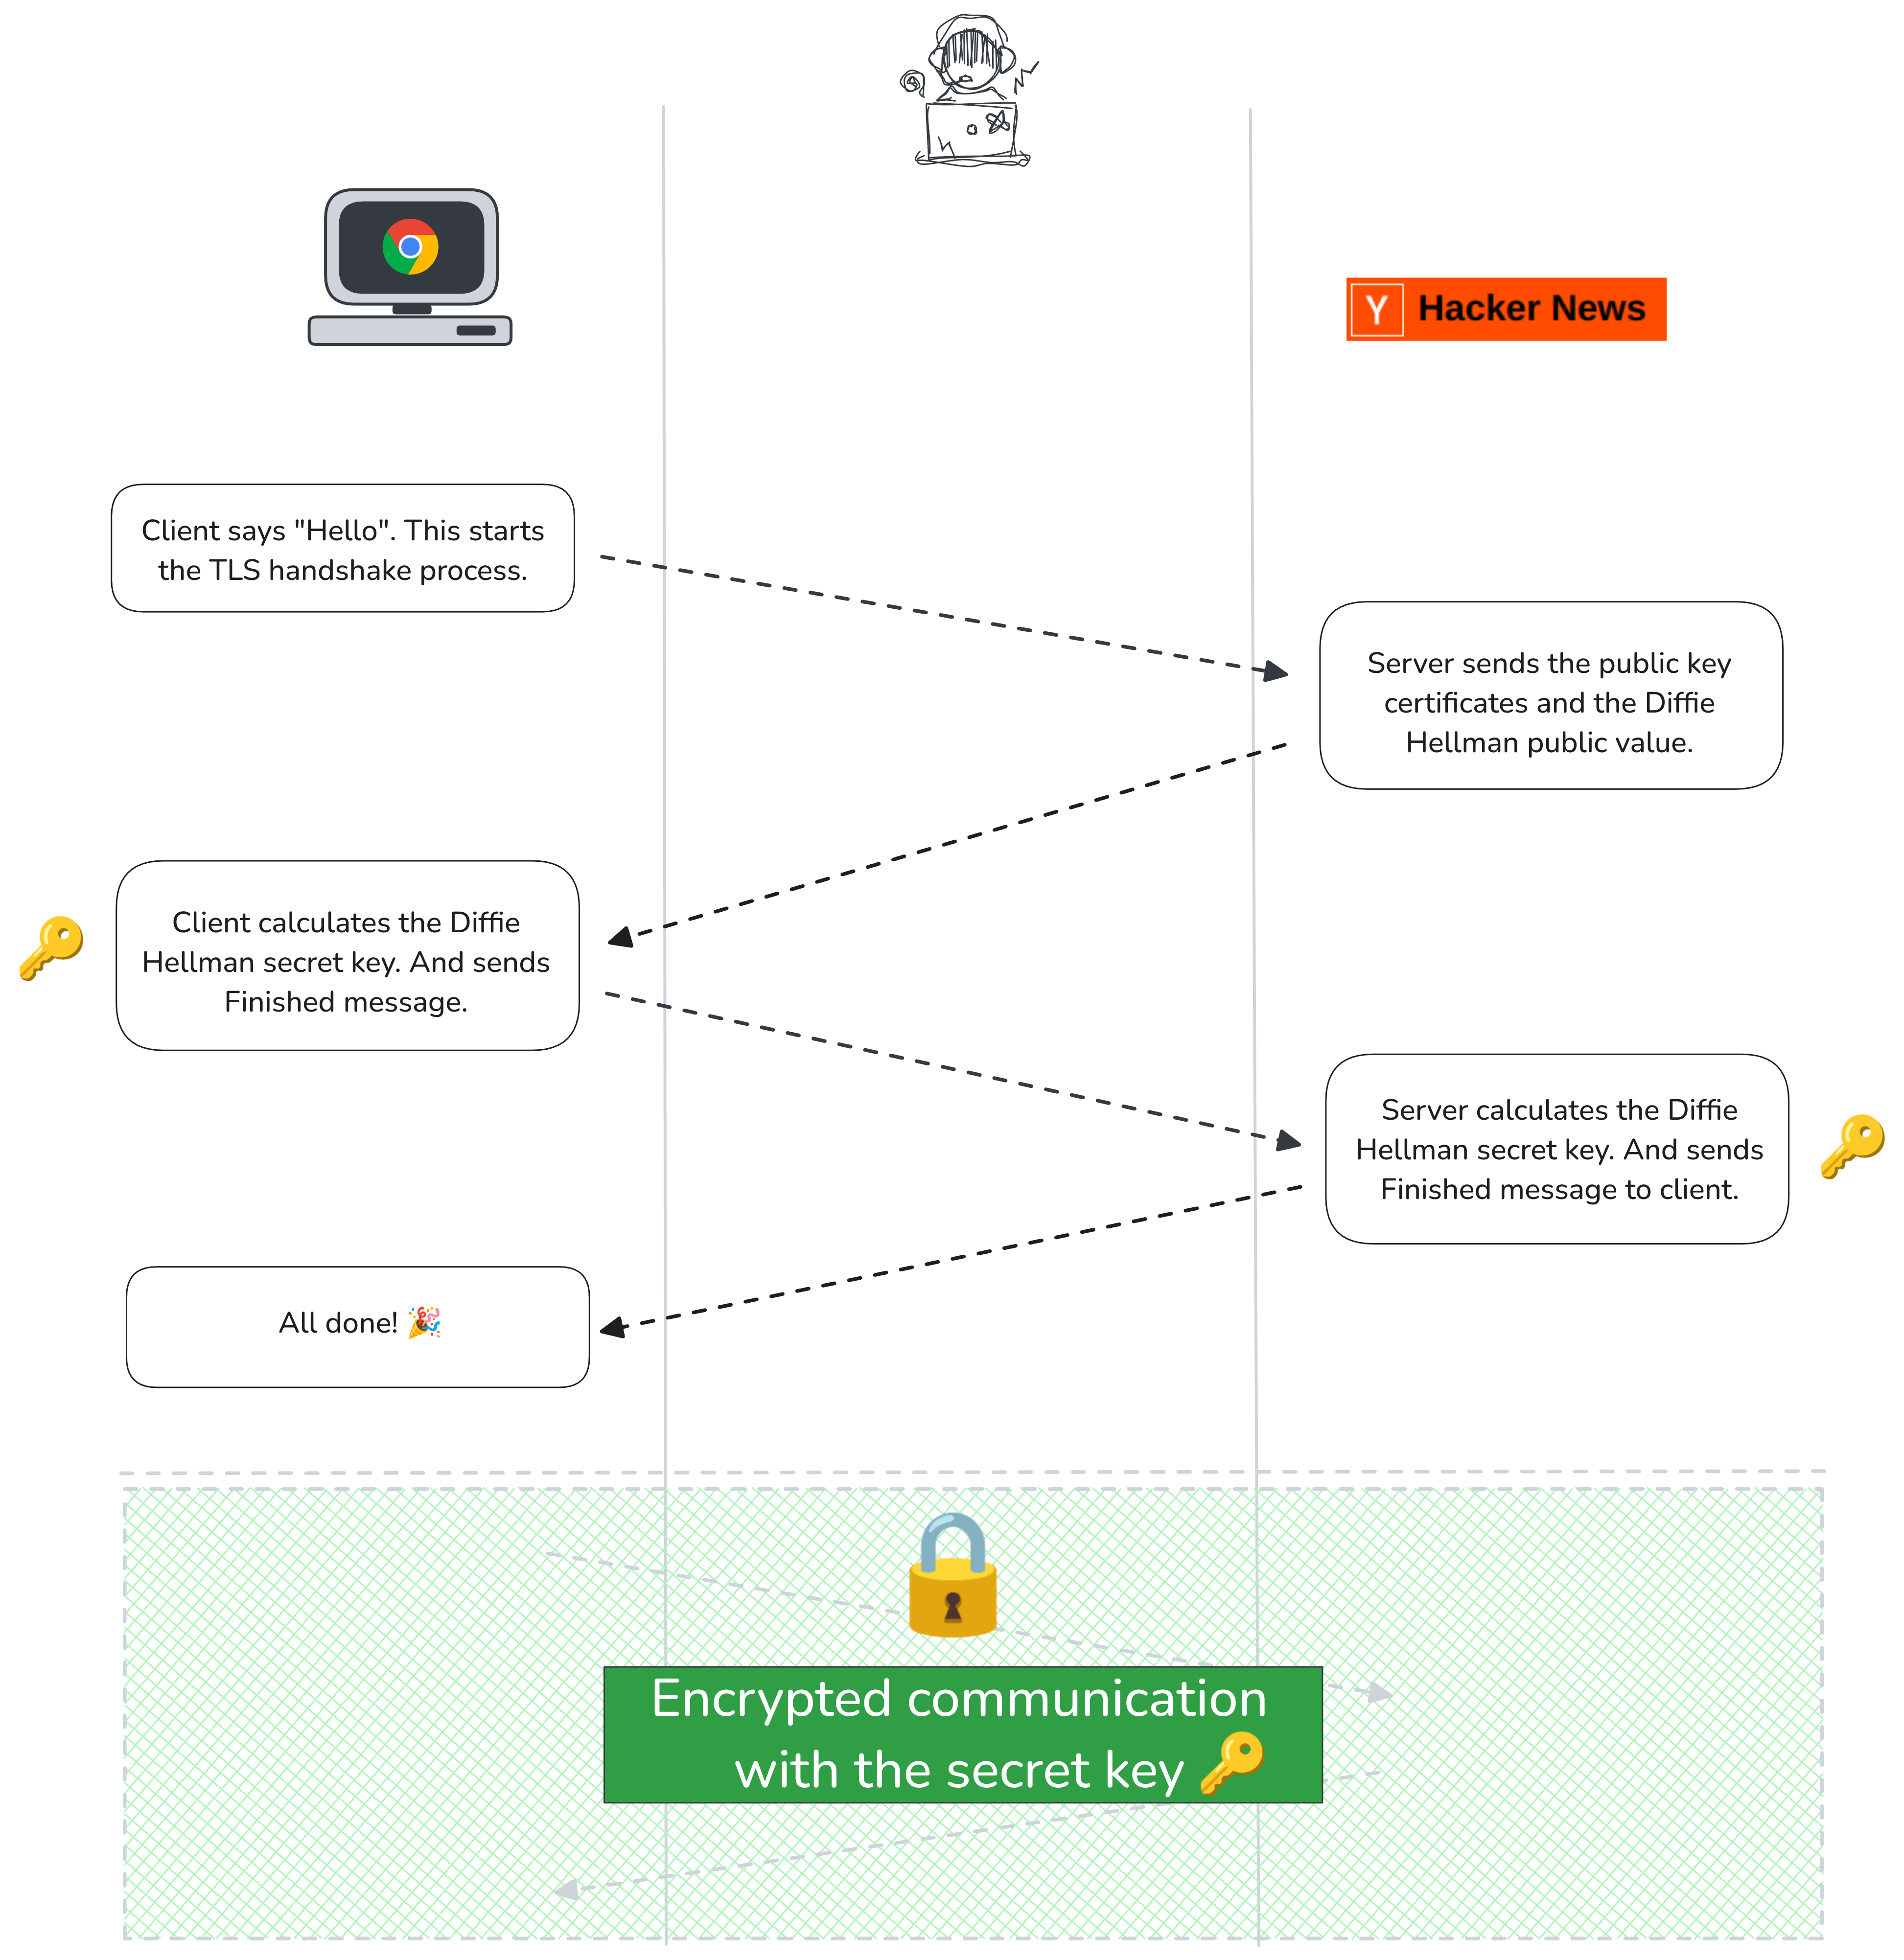 Y Hacker News
Client says "Hello". This starts
the TLS handshake process.
Server sends the public key
certificates and the Diffie
Hellman public value.
Client calculates the Diffie
Hellman secret key. And sends
Finished message.
Server calculates the Diffie
Hellman secret key. And sends
Finished message to client.
All done! 🎉
Encrypted communication
with the secret key 🔑